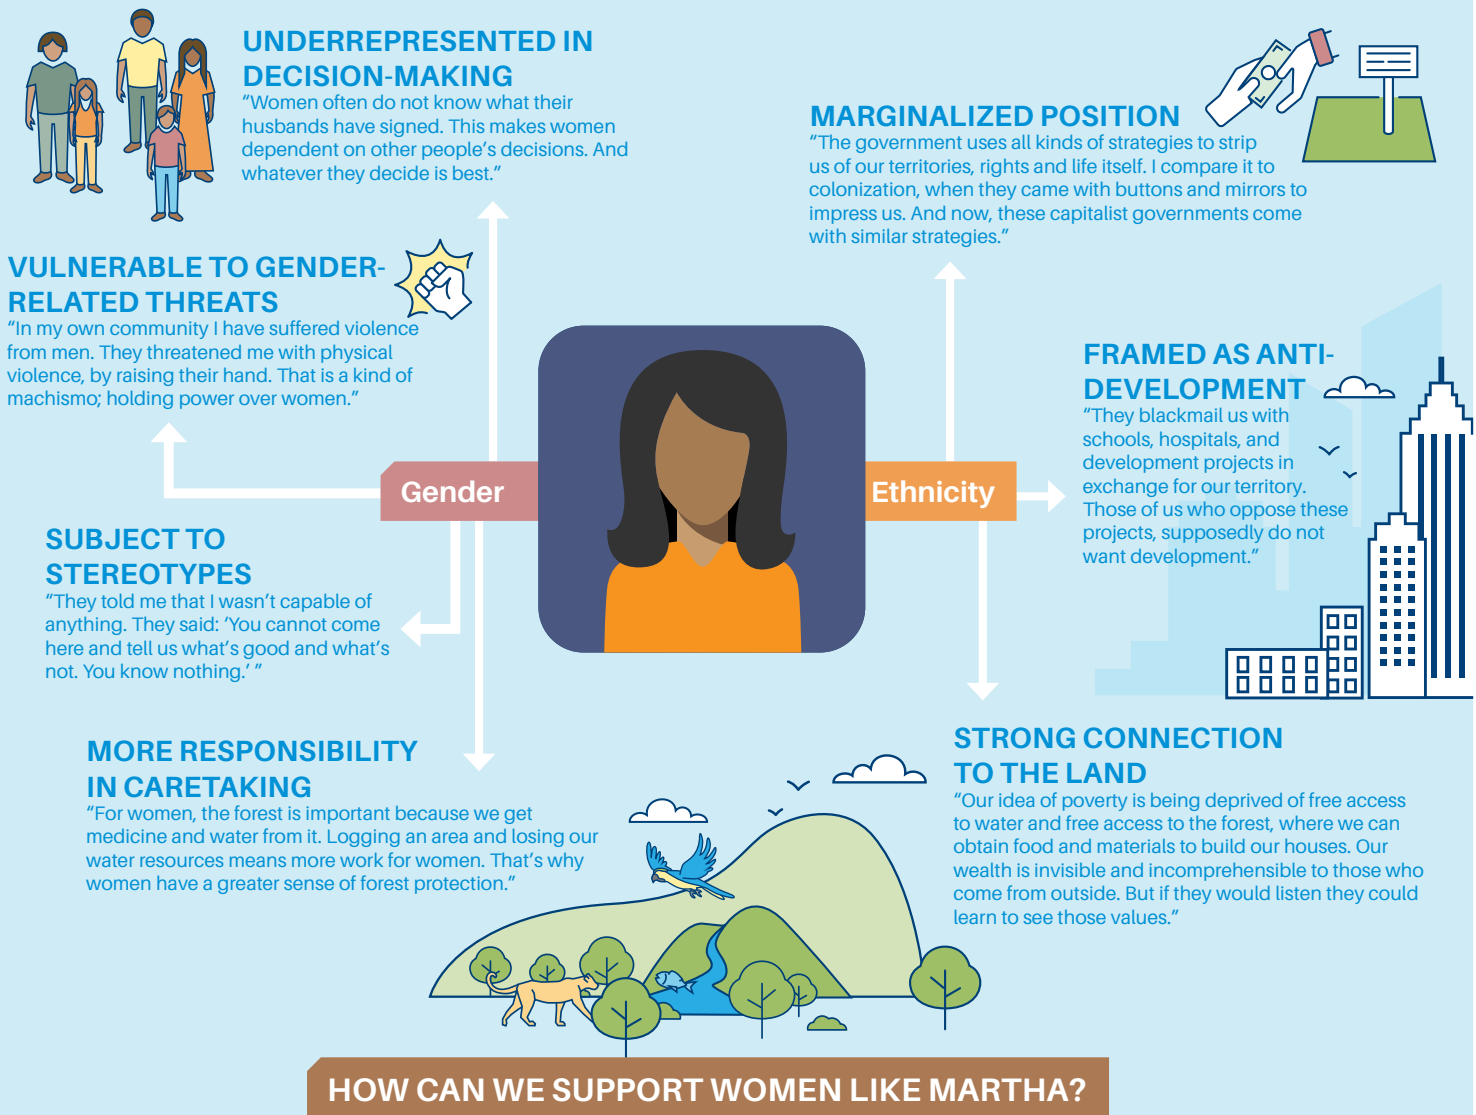 UNDERREPRESENTED IN
DECISION-MAKING
“Women often do not know what their
husbands have signed. This makes women
dependent on other people’s decisions. And
whatever they decide is best.”
VULNERABLE TO GENDER-
RELATED THREATS
“In my own community I have suffered violence
from men. They threatened me with physical
violence, by raising their hand. That is a kind of
machismo; holding power over women.”
Gender
SUBJECT TO
STEREOTYPES
“They told me that I wasn’t capable of
anything. They said: ‘You cannot come
here and tell us what’s good and what’s
not. You know nothing.’ ”
MORE RESPONSIBILITY
IN CARETAKING
“For women, the forest is important because we get
medicine and water from it. Logging an area and losing our
water resources means more work for women. That’s why
women have a greater sense of forest protection.”
MARGINALIZED POSITION
“The government uses all kinds of strategies to strip
us of our territories, rights and life itself. I compare it to
colonization, when they came with buttons and mirrors to
impress us. And now, these capitalist governments come
with similar strategies.”
Ethnicity
FRAMED AS ANTI-
DEVELOPMENT
“They blackmail us with
schools, hospitals, and
development projects in
exchange for our territory.
Those of us who oppose these
projects, supposedly do not
want development.”
STRONG CONNECTION
TO THE LAND
“Our idea of poverty is being deprived of free access
to water and free access to the forest, where we can
obtain food and materials to build our houses. Our
wealth is invisible and incomprehensible to those who
come from outside. But if they would listen they could
learn to see those values.”
HOW CAN WE SUPPORT WOMEN LIKE MARTHA?